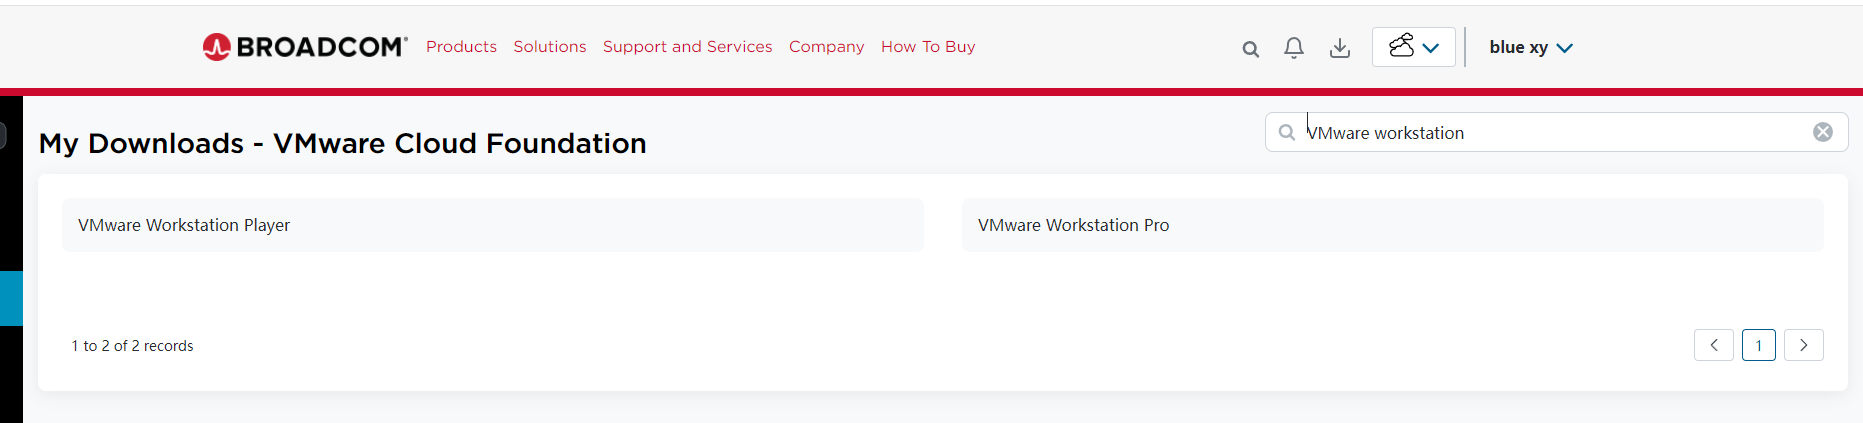 BROADCOM® Products Solutions Support and Services Company How To Buy blue xy
My Downloads - VMware Cloud Foundation
VMware workstation
VMware Workstation Player VMware Workstation Pro
1 to 2 of 2 records 1